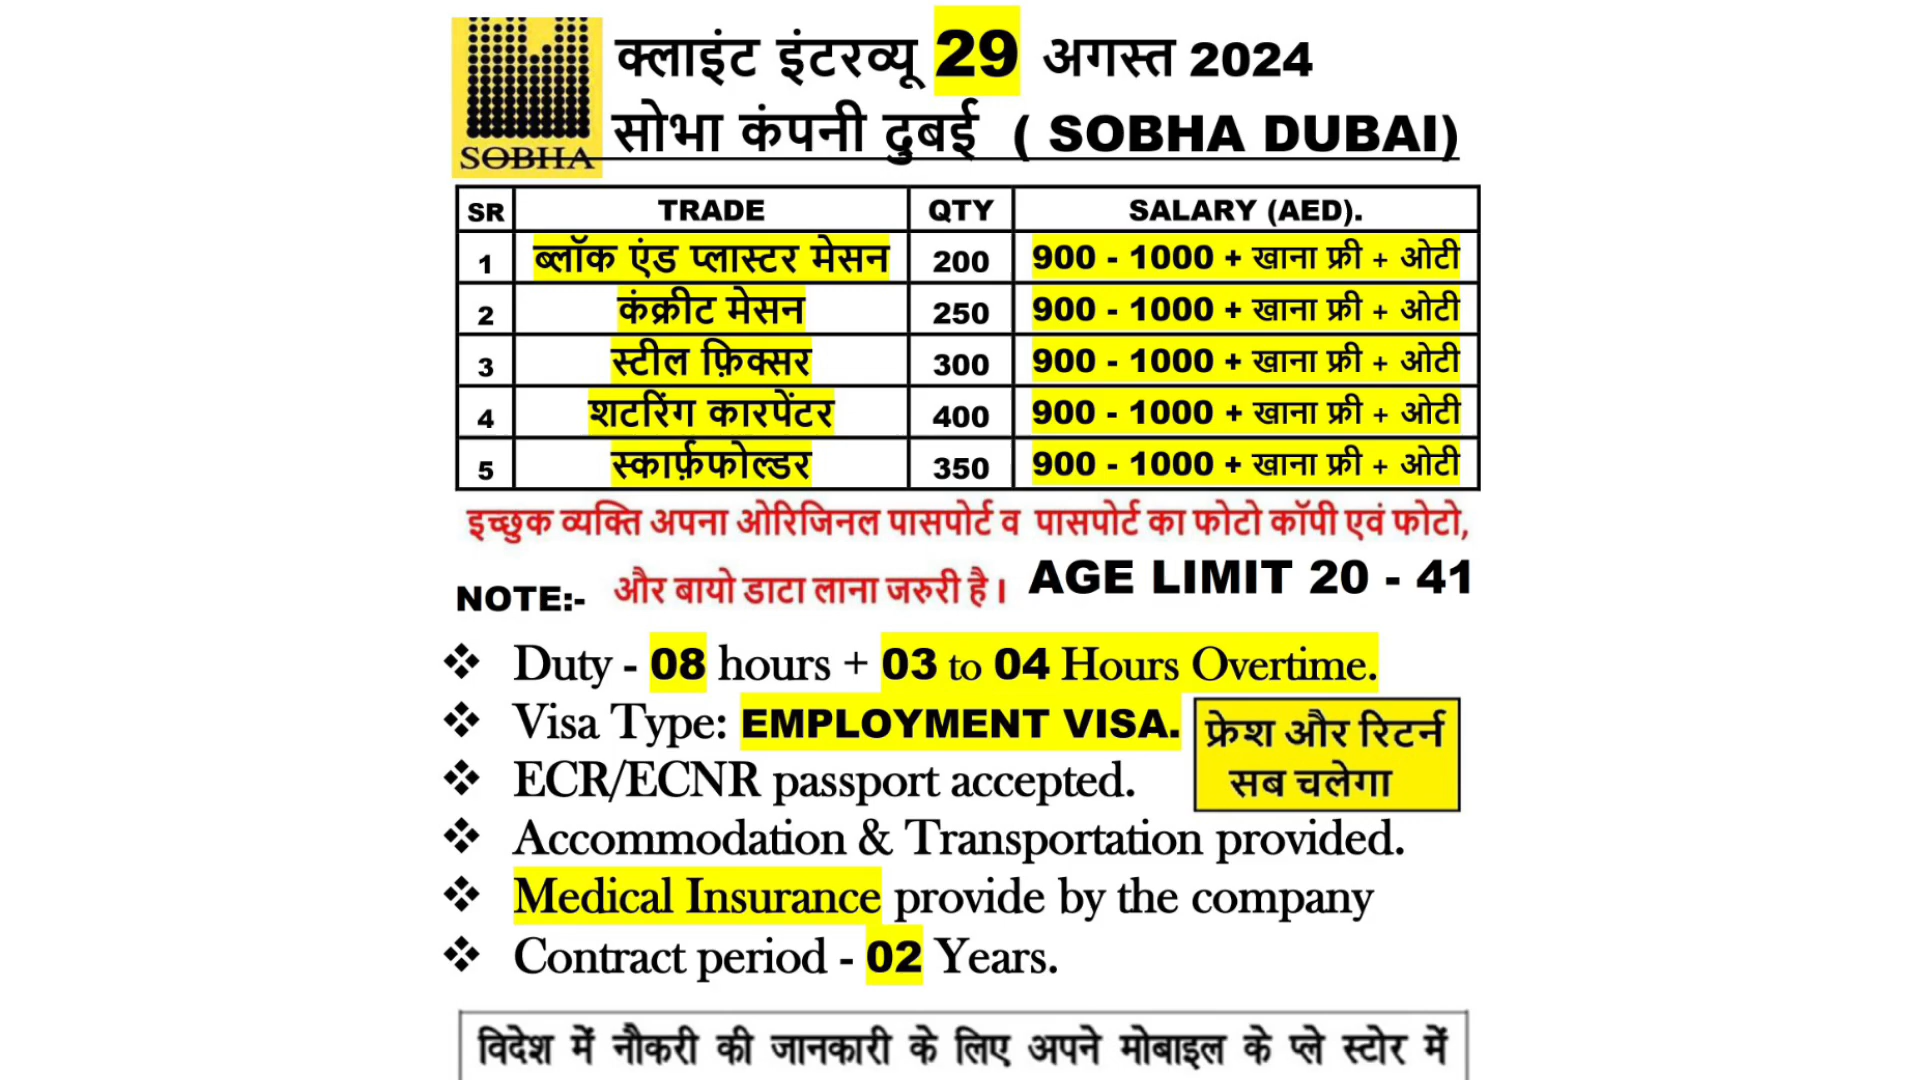 SOBHA
क्लाइंट इंटरव्यू 29 अगस्त 2024
सोभा कंपनी दुबई ( SOBHA DUBAI)
SR TRADE QTY SALARY (AED).
1 ब्लॉक एंड प्लास्टर मेसन 200 900 - 1000 + खाना फ्री + ओटी
2 कंक्रीट मेसन 250 900 - 1000 + खाना फ्री + ओटी
3 स्टील फ़िक्सर 300 900 - 1000 + खाना फ्री + ओटी
4 शटरिंग कारपेंटर 400 900 - 1000 + खाना फ्री + ओटी
5 स्कार्फ़फोल्डर 350 900 - 1000 + खाना फ्री + ओटी
इच्छुक व्यक्ति अपना ओरिजिनल पासपोर्ट व पासपोर्ट का फोटो कॉपी एवं फोटो,
NOTE:- और बायो डाटा लाना जरुरी है। AGE LIMIT 20 - 41
❖ Duty - 08 hours + 03 to 04 Hours Overtime.
❖ Visa Type: EMPLOYMENT VISA.
फ्रेश और रिटर्न
सब चलेगा
❖ ECR/ECNR passport accepted.
❖ Accommodation & Transportation provided.
❖ Medical Insurance provide by the company
❖ Contract period - 02 Years.
विदेश में नौकरी की जानकारी के लिए अपने मोबाइल के प्ले स्टोर में